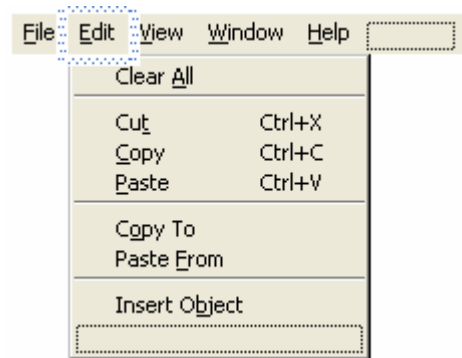 File Edit View Window Help
Clear All
Cut Ctrl+X
Copy Ctrl+C
Paste Ctrl+V
Copy To
Paste From
Insert Object